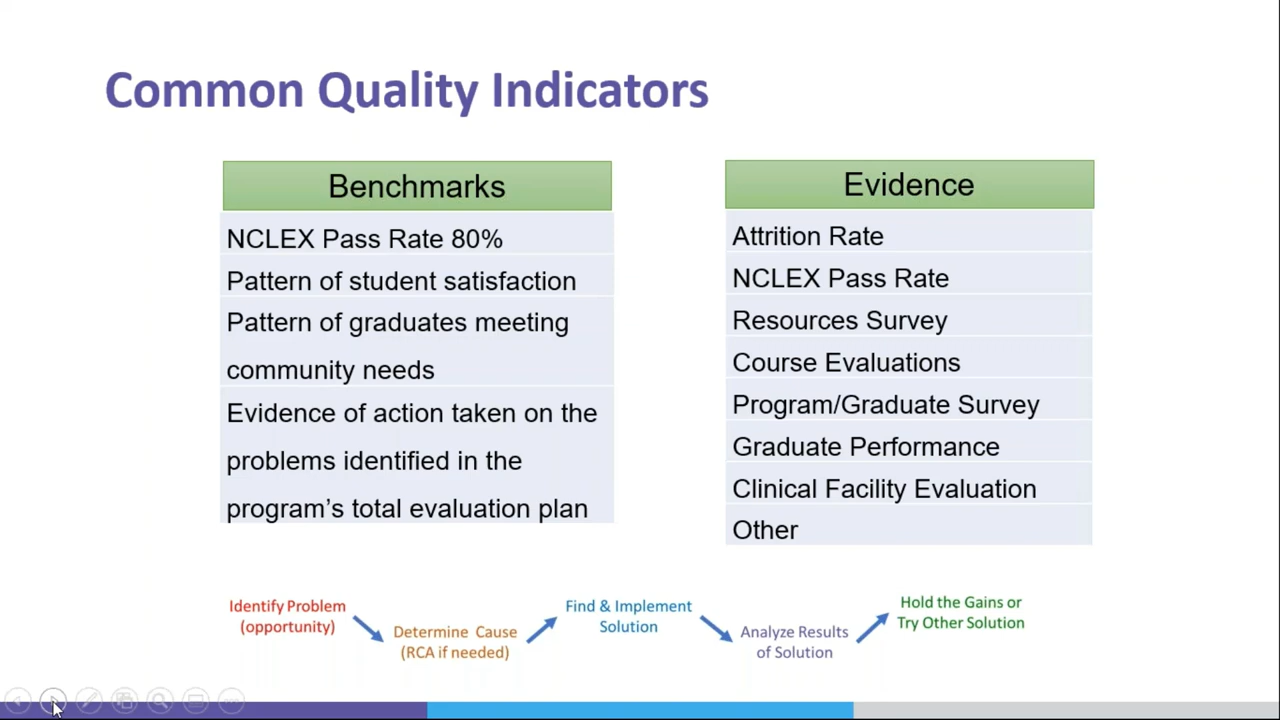 Common Quality Indicators
Benchmarks
NCLEX Pass Rate 80%
Pattern of student satisfaction
Pattern of graduates meeting
community needs
Evidence of action taken on the
problems identified in the
program’s total evaluation plan
Evidence
Attrition Rate
NCLEX Pass Rate
Resources Survey
Course Evaluations
Program/Graduate Survey
Graduate Performance
Clinical Facility Evaluation
Other
Identify Problem
(opportunity)
Determine Cause
(RCA if needed)
Find & Implement
Solution
Analyze Results
of Solution
Hold the Gains or
Try Other Solution